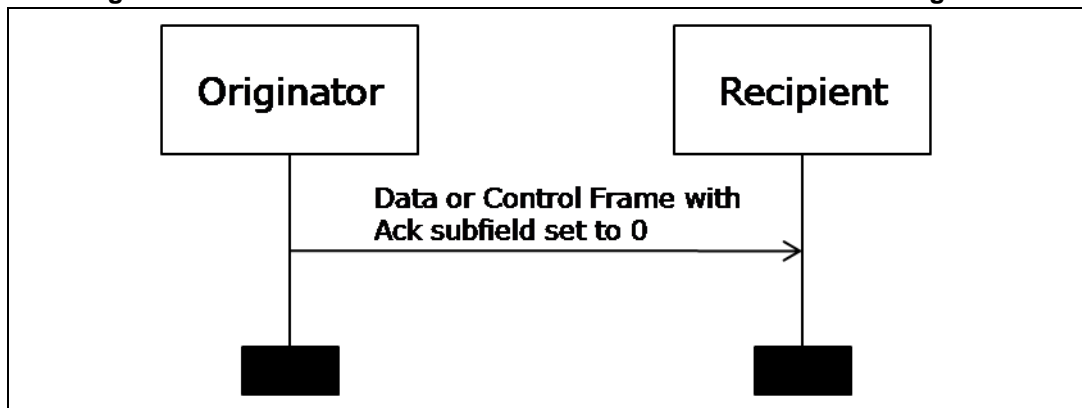 Originator
Recipient
Data or Control Frame with
Ack subfield set to 0